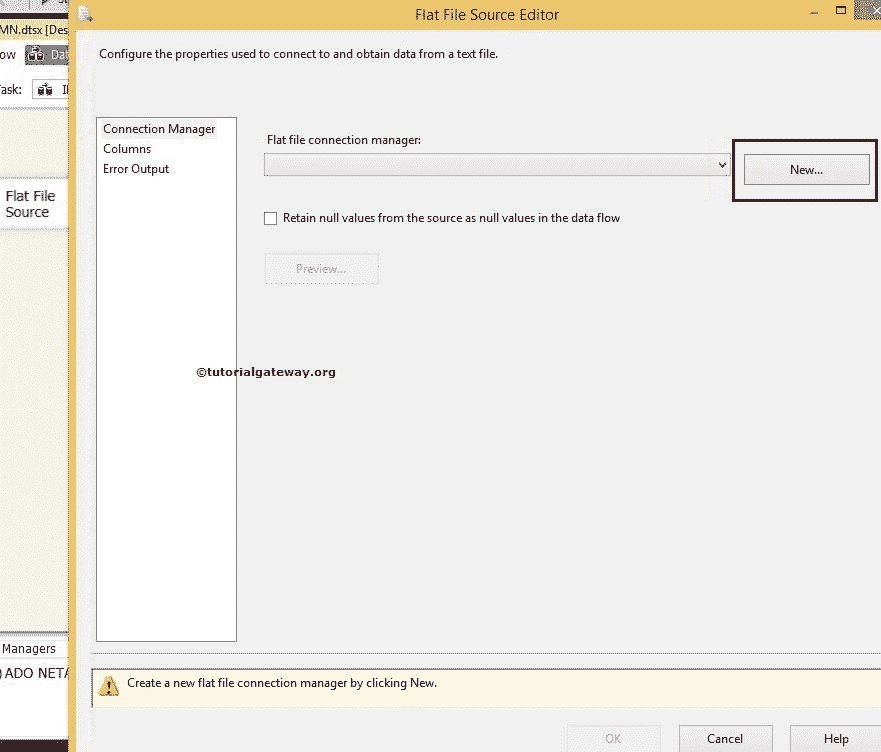 Flat File Source Editor
MN.dtsx [Des
Configure the properties used to connect to and obtain data from a text file.
ow
Dat
ask:
Connection Manager
Columns
Error Output
Flat file connection manager:
New...
Flat File
Source
Retain null values from the source as null values in the data flow
Preview...
©tutorialgateway.org
Managers
) ADO NETA
Create a new flat file connection manager by clicking New.
OK
Cancel
Help